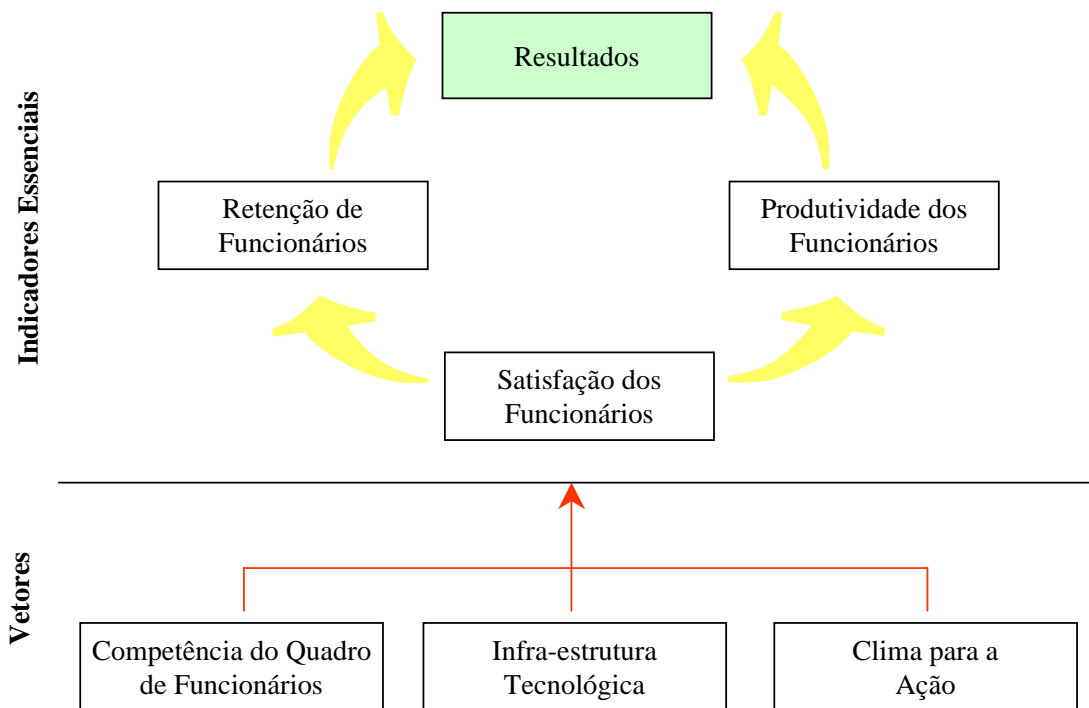 Indicadores Essenciais
Resultados
Retenção de
Funcionários
Produtividade dos
Funcionários
Satisfação dos
Funcionários
Vetores
Competência do Quadro
de Funcionários
Infra-estrutura
Tecnológica
Clima para a
Ação